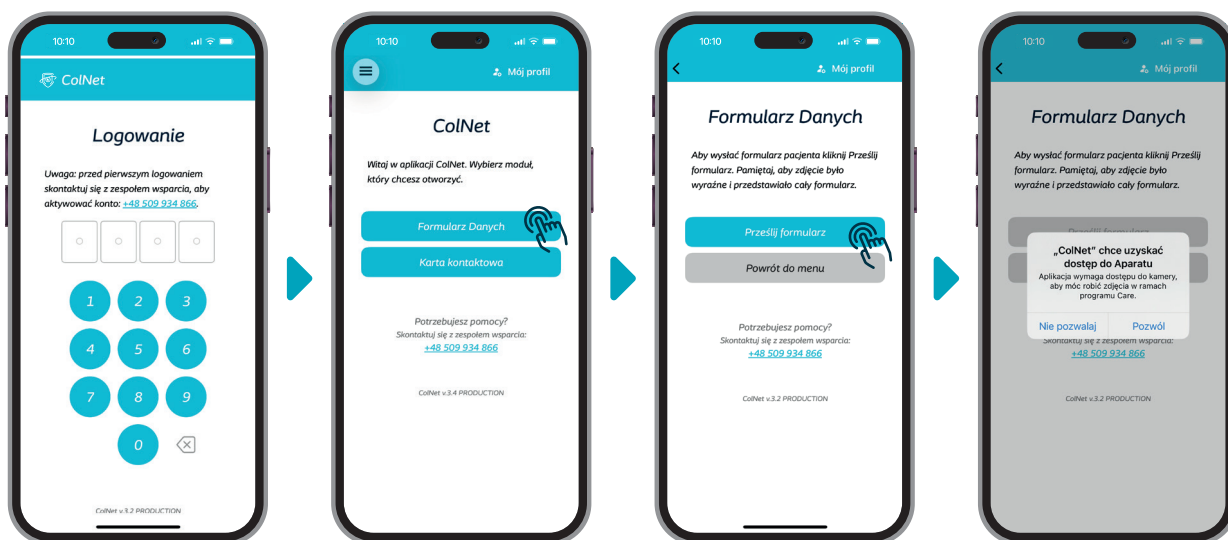 10:10
ColNet
Logowanie
Uwaga: przed pierwszym logowaniem
skontaktuj się z zespołem wsparcia, aby
aktywować konto: +48 509 934 866.
1 2 3
4 5 6
7 8 9
0
ColNet v.3.2 PRODUCTION
10:10
Mój profil
ColNet
Witaj w aplikacji ColNet. Wybierz moduł,
który chcesz otworzyć.
Formularz Danych
Karta kontaktowa
Potrzebujesz pomocy?
Skontaktuj się z zespołem wsparcia:
+48 509 934 866
ColNet v.3.4 PRODUCTION
10:10
Mój profil
Formularz Danych
Aby wysłać formularz pacjenta kliknij Prześlij
formularz. Pamiętaj, aby zdjęcie było
wyraźne i przedstawiało cały formularz.
Prześlij formularz
Powrót do menu
Potrzebujesz pomocy?
Skontaktuj się z zespołem wsparcia:
+48 509 934 866
ColNet v.3.2 PRODUCTION
10:10
Mój profil
Formularz Danych
Aby wysłać formularz pacjenta kliknij Prześlij
formularz. Pamiętaj, aby zdjęcie było
wyraźne i przedstawiało cały formularz.
Prześlij formularz
„ColNet" chce uzyskać
dostęp do Aparatu
Aplikacja wymaga dostępu do kamery,
aby móc robić zdjęcia w ramach
programu Care.
Nie pozwalaj Pozwól
Skontaktuj się z zespołem wsparcia:
+48 509 934 866
ColNet v.3.2 PRODUCTION